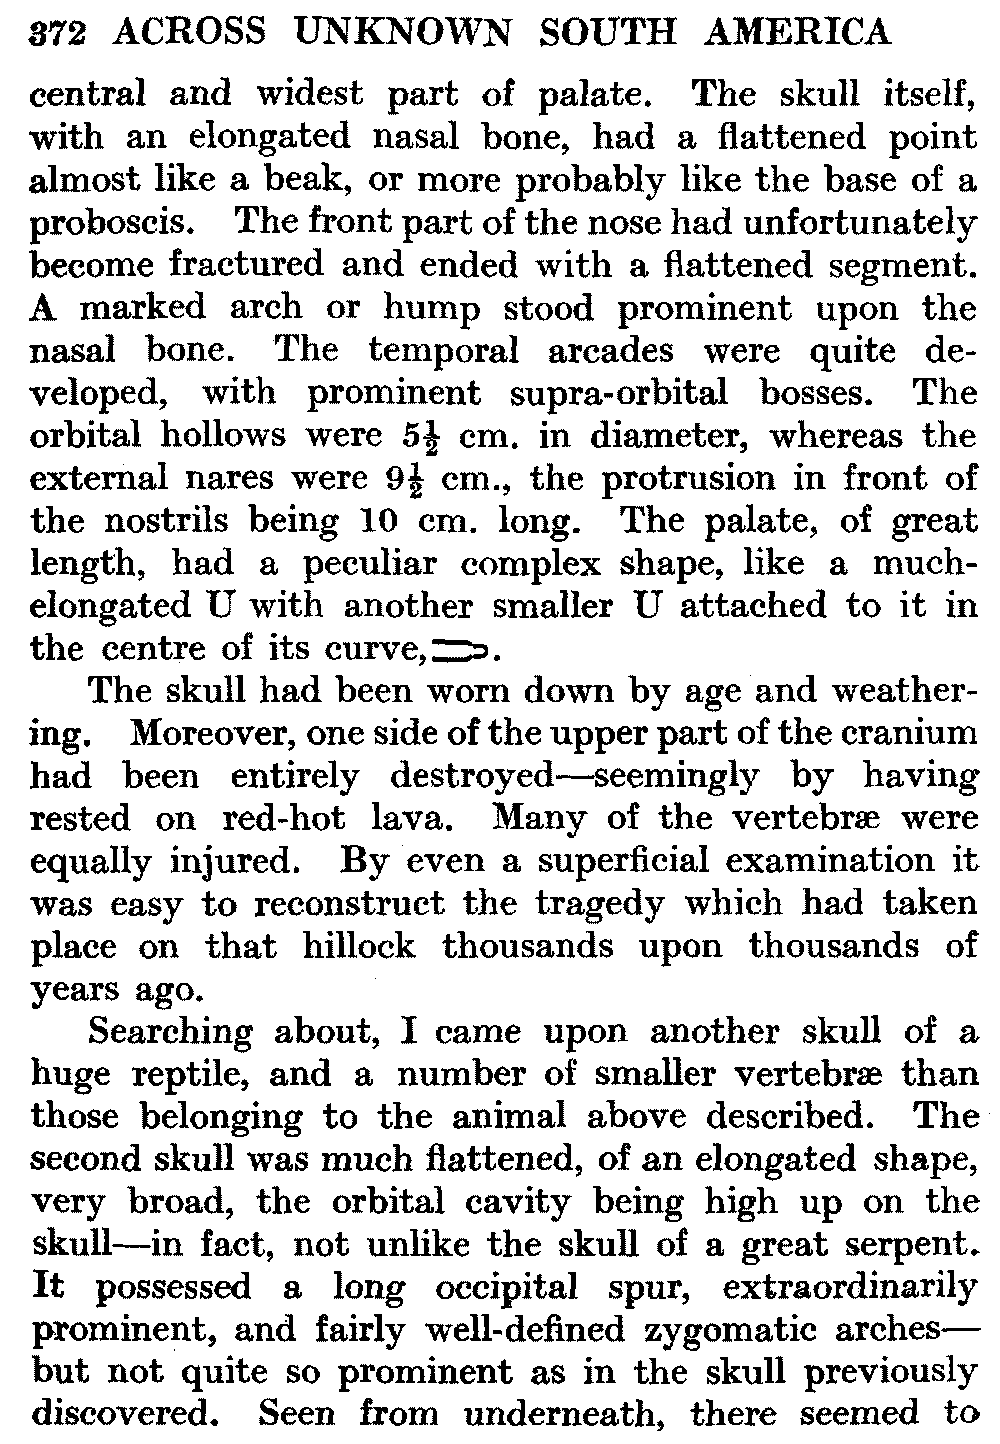 372 ACROSS UNKNOWN SOUTH AMERICA
central and widest part of palate. The skull itself,
with an elongated nasal bone, had a flattened point
almost like a beak, or more probably like the base of a
proboscis. The front part of the nose had unfortunately
become fractured and ended with a flattened segment.
A marked arch or hump stood prominent upon the
nasal bone. The temporal arcades were quite de-
veloped, with prominent supra-orbital bosses. The
orbital hollows were 5½ cm. in diameter, whereas the
external nares were 9½ cm., the protrusion in front of
the nostrils being 10 cm. long. The palate, of great
length, had a peculiar complex shape, like a much-
elongated U with another smaller U attached to it in
the centre of its curve, .
The skull had been worn down by age and weather-
ing. Moreover, one side of the upper part of the cranium
had been entirely destroyed—seemingly by having
rested on red-hot lava. Many of the vertebræ were
equally injured. By even a superficial examination it
was easy to reconstruct the tragedy which had taken
place on that hillock thousands upon thousands of
years ago.
Searching about, I came upon another skull of a
huge reptile, and a number of smaller vertebræ than
those belonging to the animal above described. The
second skull was much flattened, of an elongated shape,
very broad, the orbital cavity being high up on the
skull—in fact, not unlike the skull of a great serpent.
It possessed a long occipital spur, extraordinarily
prominent, and fairly well-defined zygomatic arches—
but not quite so prominent as in the skull previously
discovered. Seen from underneath, there seemed to